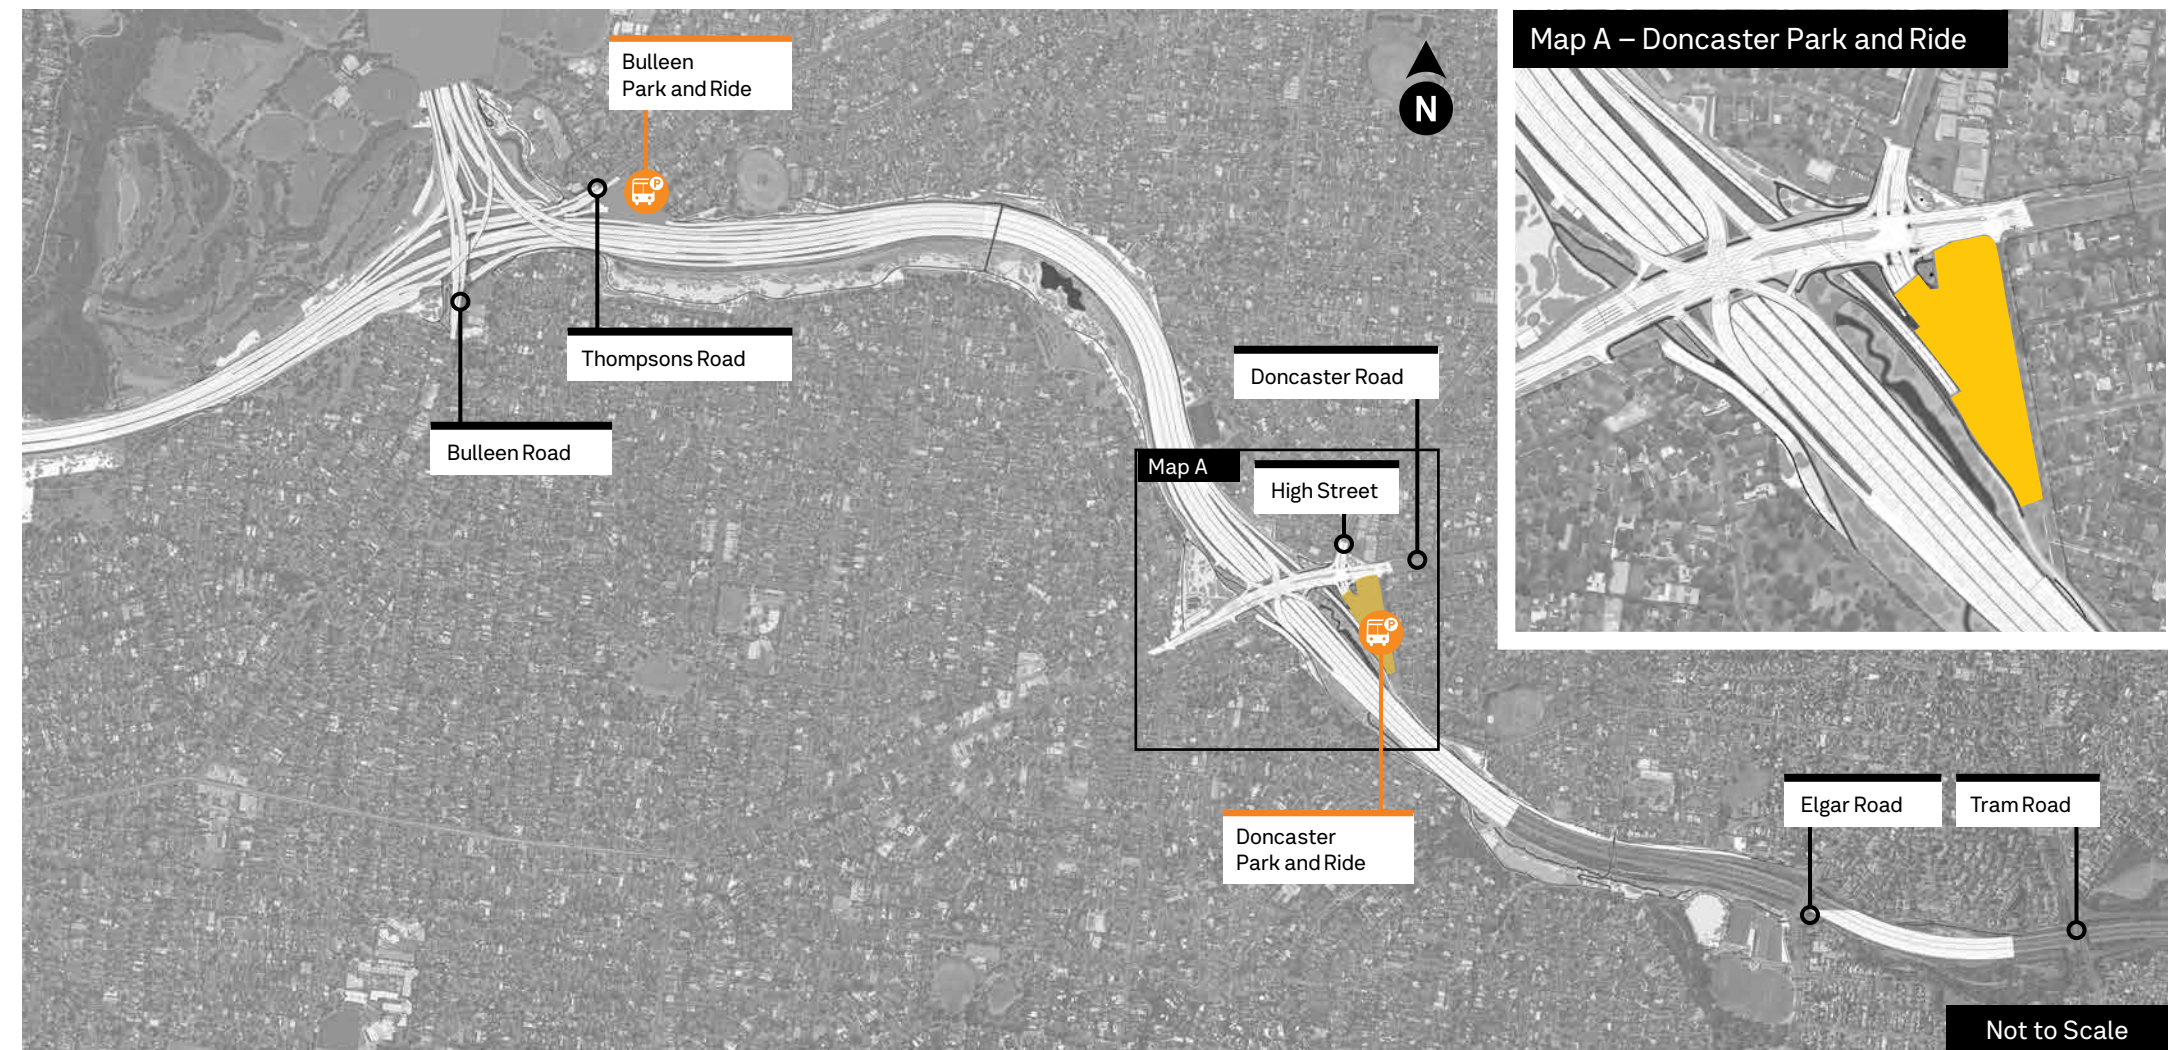 Bulleen
Park and Ride
N
Map A – Doncaster Park and Ride
Thompsons Road
Bulleen Road
Doncaster Road
Map A
High Street
P
P
Doncaster
Park and Ride
Elgar Road
Tram Road
Not to Scale